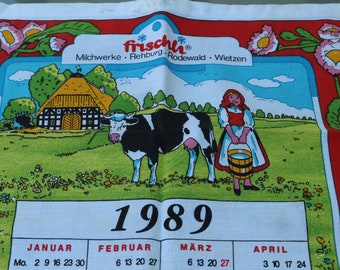 frischli
Milchwerke · Rehburg · Rodewald · Wietzen
1989
JANUAR FEBRUAR MÄRZ APRIL
Mo. 2 9 16 23 30 6 13 20 27 6 13 20 27 3 10 17 24